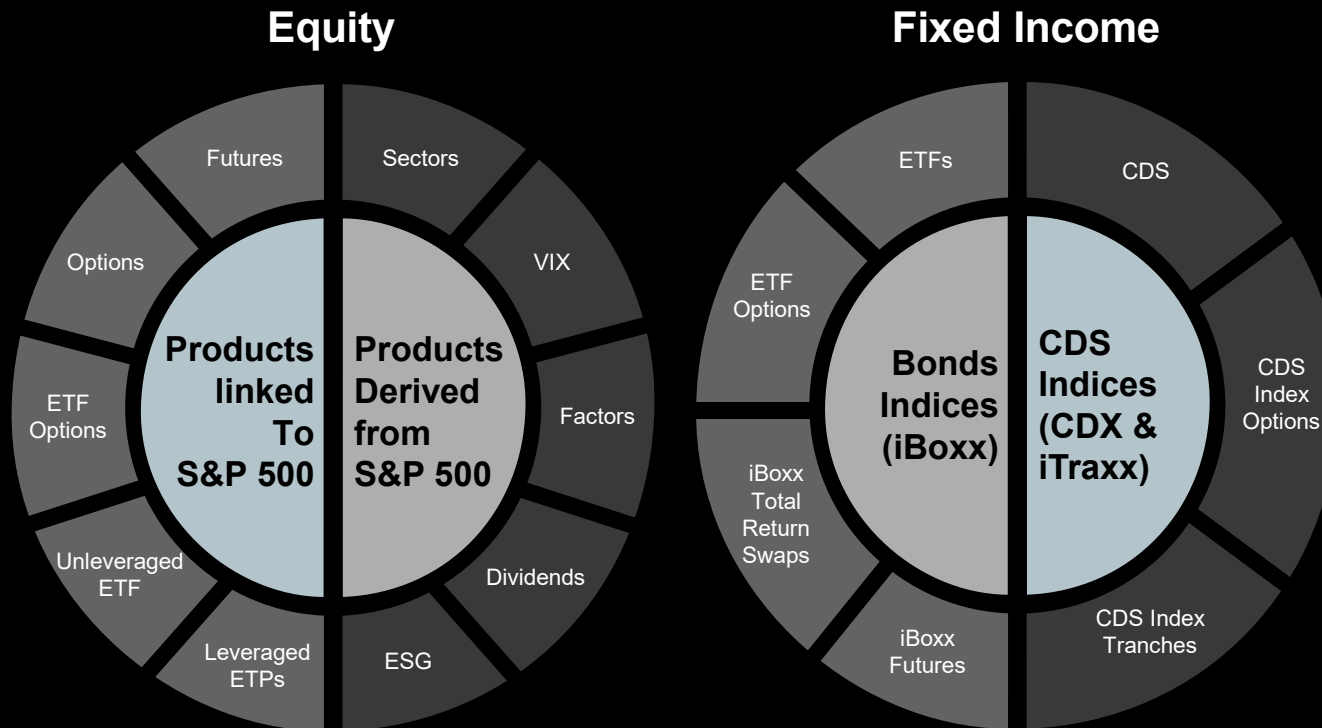 Equity
Futures
Sectors
Options
VIX
ETF
Options
Factors
Unleveraged
ETF
Dividends
Leveraged
ETPs
ESG
Products
linked
To
S&P 500
Products
Derived
from
S&P 500
Fixed Income
ETFs
CDS
ETF
Options
CDS
Index
Options
iBoxx
Total
Return
Swaps
iBoxx
Futures
CDS Index
Tranches
Bonds
Indices
(iBoxx)
CDS
Indices
(CDX &
iTraxx)